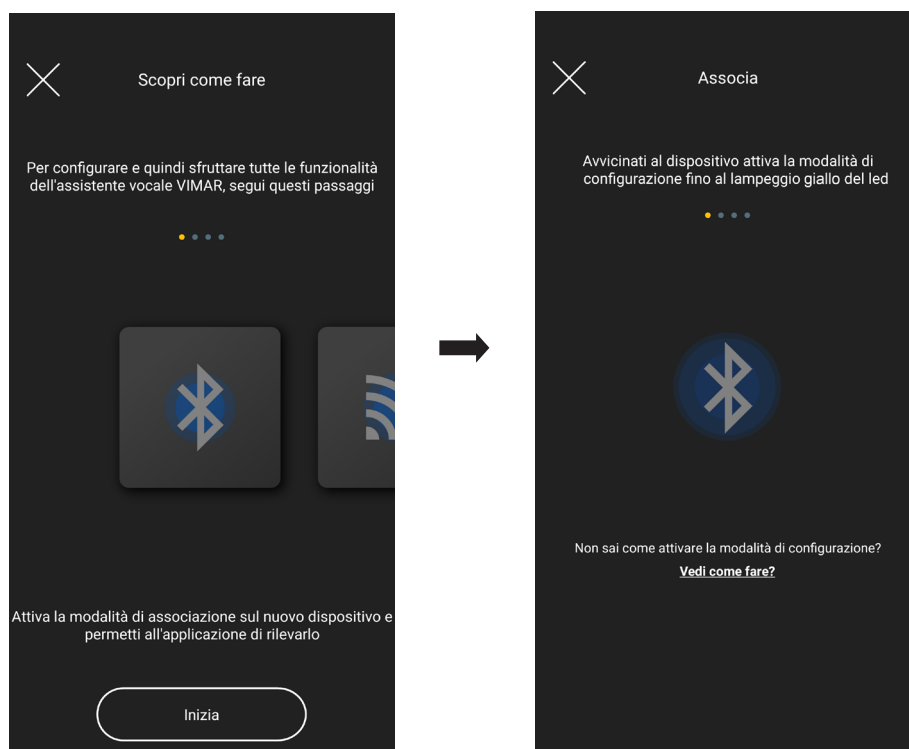 Scopri come fare
Per configurare e quindi sfruttare tutte le funzionalità
dell'assistente vocale VIMAR, segui questi passaggi
Attiva la modalità di associazione sul nuovo dispositivo e
permetti all'applicazione di rilevarlo
Inizia
Associa
Avvicinati al dispositivo attiva la modalità di
configurazione fino al lampeggio giallo del led
Non sai come attivare la modalità di configurazione?
Vedi come fare?